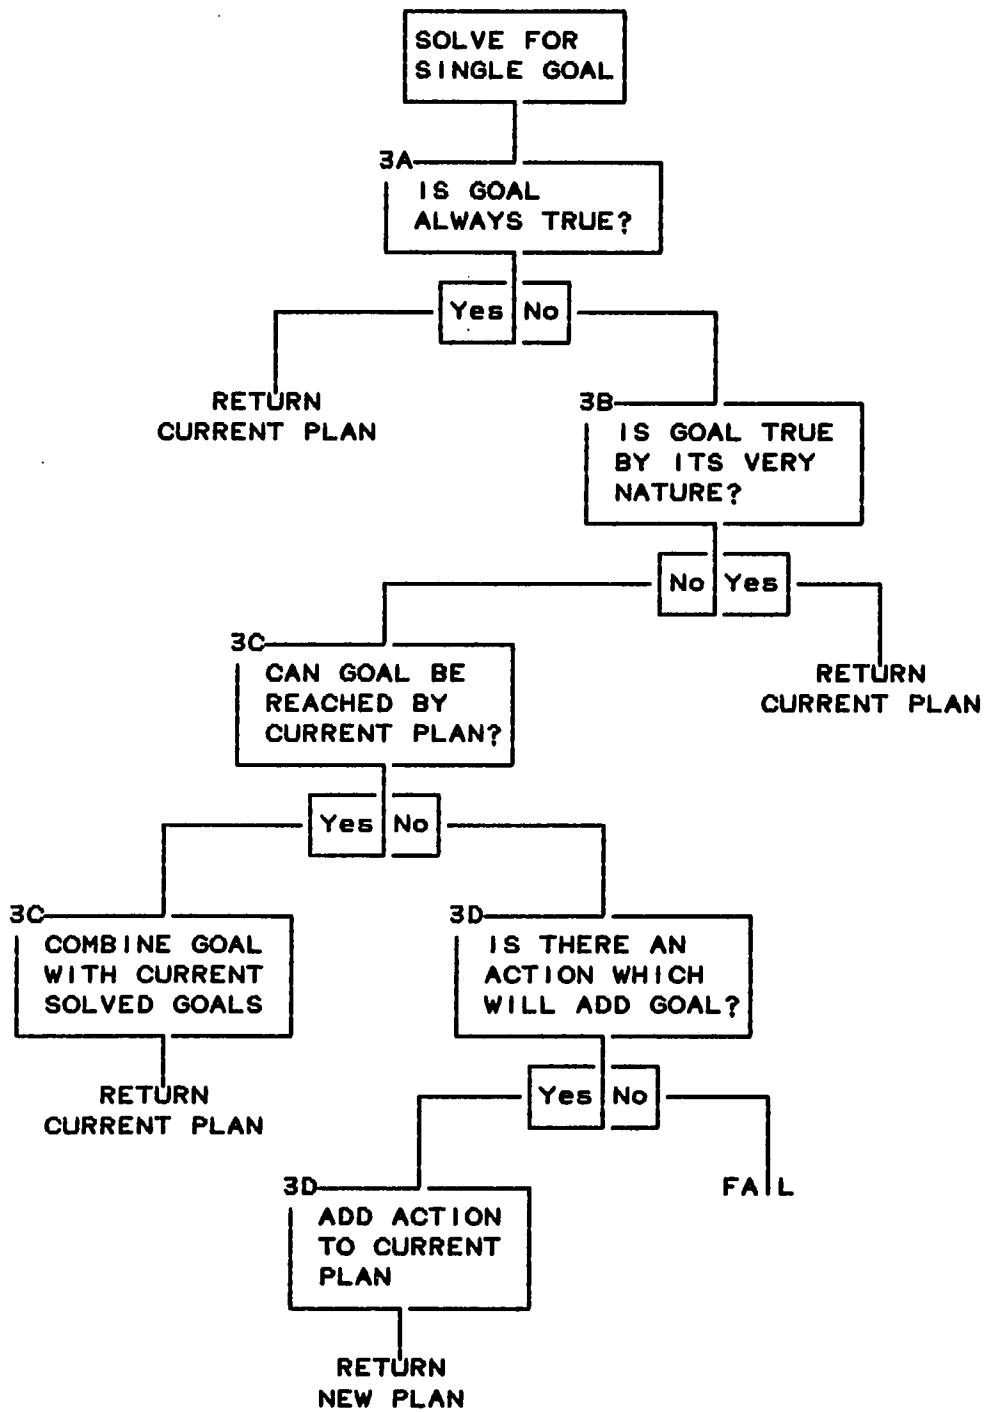 SOLVE FOR
SINGLE GOAL
3A
IS GOAL
ALWAYS TRUE?
Yes No
RETURN
CURRENT PLAN
3B
IS GOAL TRUE
BY ITS VERY
NATURE?
No Yes
RETURN
CURRENT PLAN
3C
CAN GOAL BE
REACHED BY
CURRENT PLAN?
Yes No
3C
COMBINE GOAL
WITH CURRENT
SOLVED GOALS
RETURN
CURRENT PLAN
3D
IS THERE AN
ACTION WHICH
WILL ADD GOAL?
Yes No
FAIL
3D
ADD ACTION
TO CURRENT
PLAN
RETURN
NEW PLAN